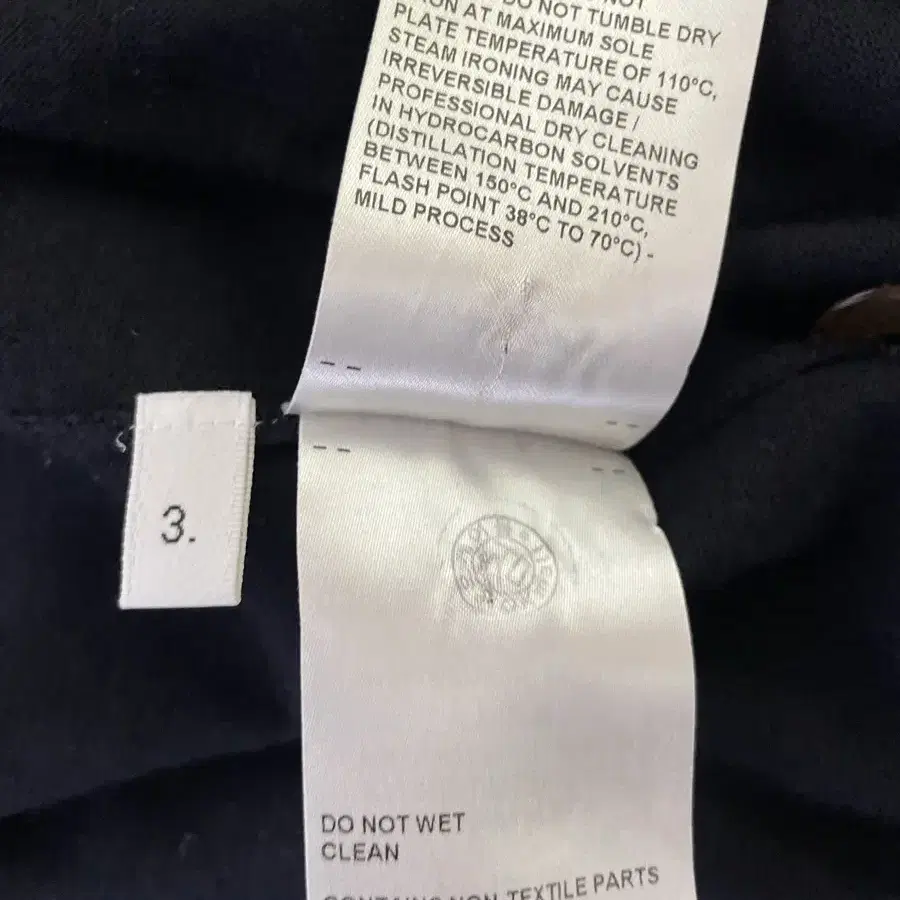 DO NOT TUMBLE DRY
AT MAXIMUM SOLE
PLATE TEMPERATURE OF 110°C,
STEAM IRONING MAY CAUSE
IRREVERSIBLE DAMAGE /
PROFESSIONAL DRY CLEANING
IN HYDROCARBON SOLVENTS
(DISTILLATION TEMPERATURE
BETWEEN 150°C AND 210°C,
FLASH POINT 38°C TO 70°C) -
MILD PROCESS
3.
DO NOT WET
CLEAN
NON-TEXTILE PARTS